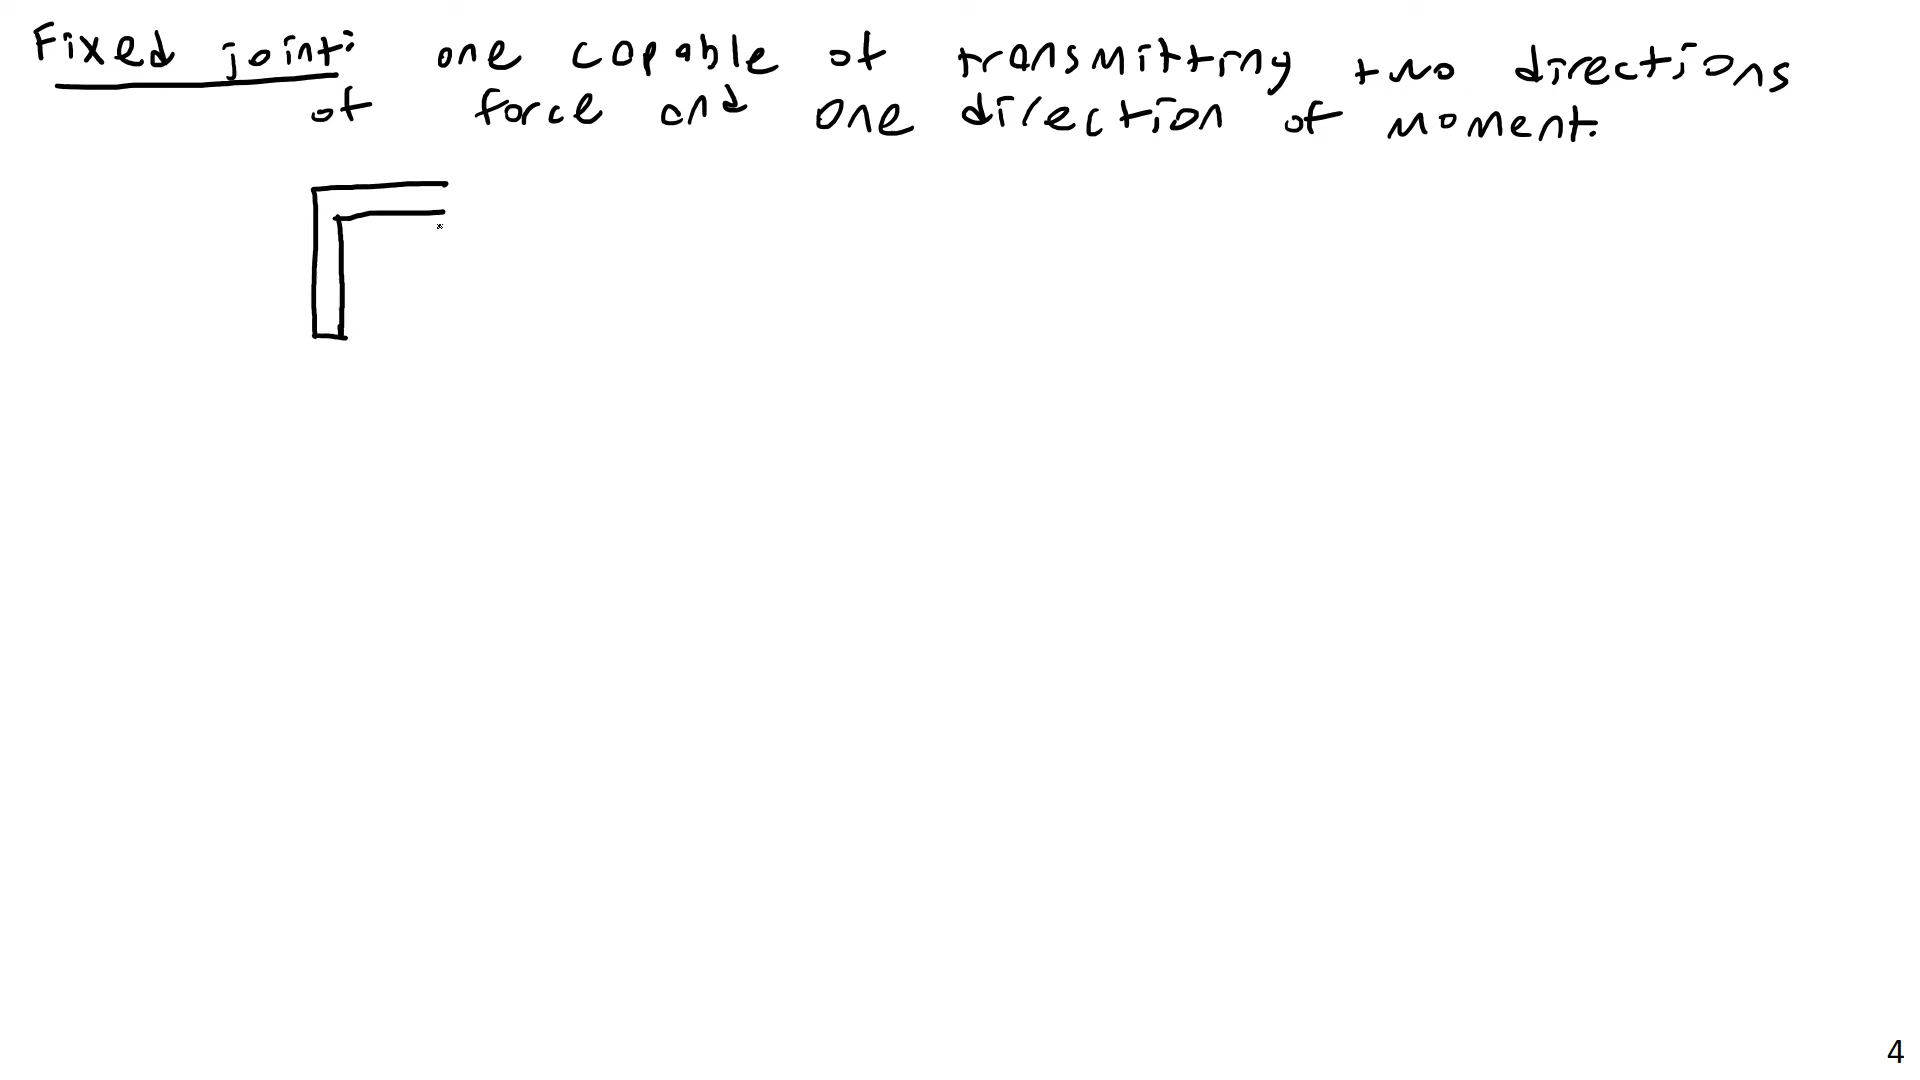 Fixed joint: one capable of transmitting two directions
of force and one direction of moment.
4